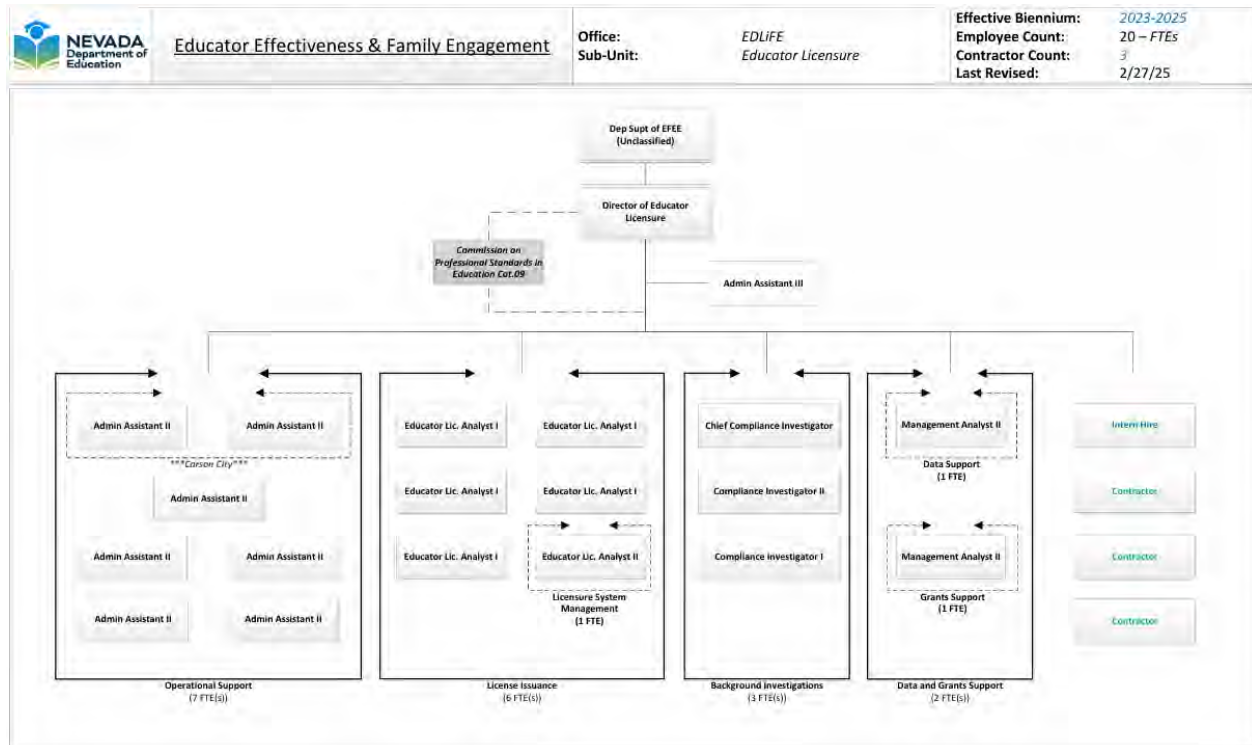 NEVADA
Department of
Education
Educator Effectiveness & Family Engagement
Office: EDLiFE
Sub-Unit: Educator Licensure
Effective Biennium: 2023-2025
Employee Count: 20 – FTEs
Contractor Count: 3
Last Revised: 2/27/25
Dep Supt of EFEE
(Unclassified)
Director of Educator
Licensure
Commission on
Professional Standards in
Education Cat.09
Admin Assistant III
Admin Assistant II
Admin Assistant II
***Carson City***
Admin Assistant II
Admin Assistant II
Admin Assistant II
Admin Assistant II
Admin Assistant II
Operational Support
(7 FTE(s))
Educator Lic. Analyst I
Educator Lic. Analyst I
Educator Lic. Analyst I
Educator Lic. Analyst I
Educator Lic. Analyst I
Educator Lic. Analyst II
Licensure System
Management
(1 FTE)
License Issuance
(6 FTE(s))
Chief Compliance Investigator
Compliance Investigator II
Compliance Investigator I
Background Investigations
(3 FTE(s))
Management Analyst II
Data Support
(1 FTE)
Management Analyst II
Grants Support
(1 FTE)
Data and Grants Support
(2 FTE(s))
Intern Hire
Contractor
Contractor
Contractor